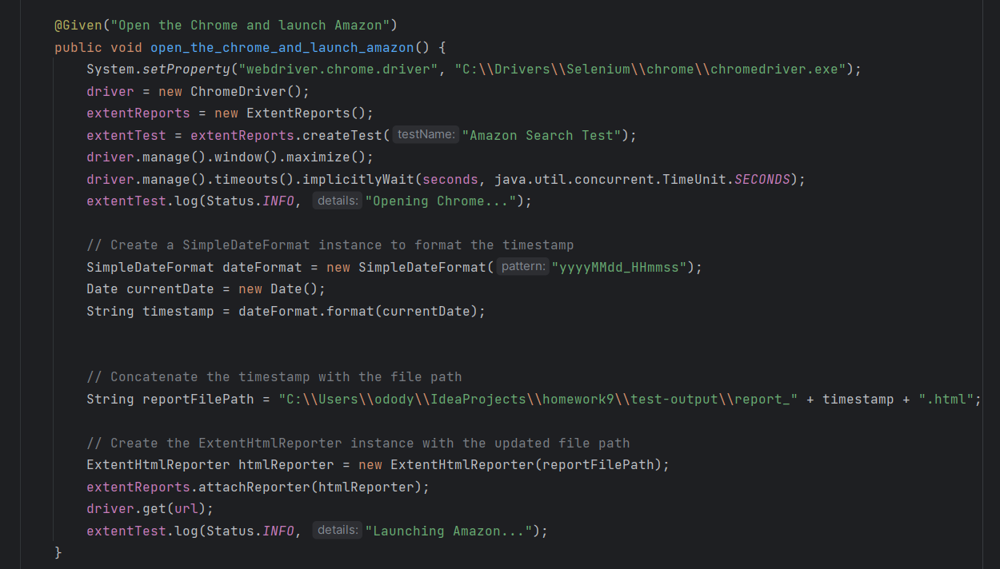 @Given("Open the Chrome and launch Amazon")
public void open_the_chrome_and_launch_amazon() {
    System.setProperty("webdriver.chrome.driver", "C:\\Drivers\\Selenium\\chrome\\chromedriver.exe");
    driver = new ChromeDriver();
    extentReports = new ExtentReports();
    extentTest = extentReports.createTest( testName: "Amazon Search Test");
    driver.manage().window().maximize();
    driver.manage().timeouts().implicitlyWait(seconds, java.util.concurrent.TimeUnit.SECONDS);
    extentTest.log(Status.INFO, details: "Opening Chrome...");
    // Create a SimpleDateFormat instance to format the timestamp
    SimpleDateFormat dateFormat = new SimpleDateFormat( pattern: "yyyyMMdd_HHmmss");
    Date currentDate = new Date();
    String timestamp = dateFormat.format(currentDate);
    // Concatenate the timestamp with the file path
    String reportFilePath = "C:\\Users\\odody\\IdeaProjects\\homework9\\test-output\\report_" + timestamp + ".html";
    // Create the ExtentHtmlReporter instance with the updated file path
    ExtentHtmlReporter htmlReporter = new ExtentHtmlReporter(reportFilePath);
    extentReports.attachReporter(htmlReporter);
    driver.get(url);
    extentTest.log(Status.INFO, details: "Launching Amazon...");
}